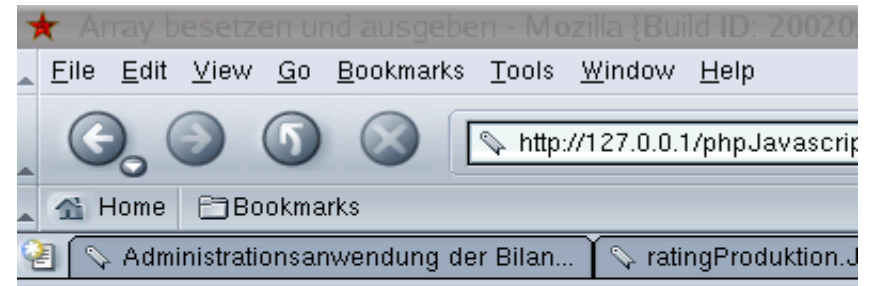 Array besetzen und ausgeben - Mozilla {Build ID: 20020
File Edit View Go Bookmarks Tools Window Help
http://127.0.0.1/phpJavascrip
Home Bookmarks
Administrationsanwendung der Bilan... ratingProduktion.J